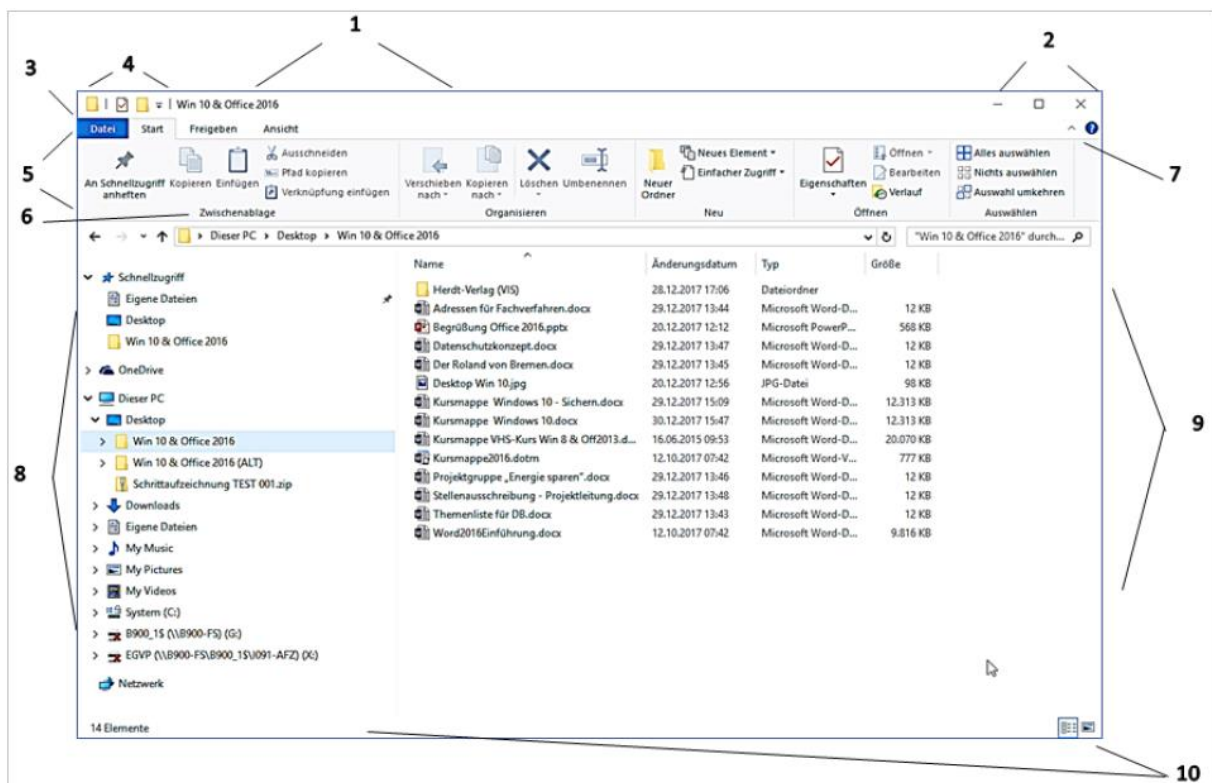 1
2
3
4
Win 10 & Office 2016
Datei Start Freigeben Ansicht
5
7
An Schnellzugriff anheften Kopieren Einfügen Ausschneiden
Pfad kopieren
Verknüpfung einfügen
Verschieben nach Kopieren nach Löschen Umbenennen
Neuer Ordner Neues Element
Einfacher Zugriff
Eigenschaften Öffnen
Bearbeiten
Verlauf
Alles auswählen
Nichts auswählen
Auswahl umkehren
6
Zwischenablage Organisieren Neu Öffnen Auswählen
Dieser PC > Desktop > Win 10 & Office 2016 "Win 10 & Office 2016" durch...
Schnellzugriff
Eigene Dateien
Desktop
Win 10 & Office 2016
OneDrive
Dieser PC
Desktop
Win 10 & Office 2016
Win 10 & Office 2016 (ALT)
Schrittaufzeichnung TEST 001.zip
Downloads
Eigene Dateien
My Music
My Pictures
My Videos
System (C:)
B900_1$ (\\B900-FS) (G:)
EGVP (\\B900-FS\B900_1$\I091-AFZ) (X:)
Netzwerk
8
Name Änderungsdatum Typ Größe
Herdt-Verlag (VIS) 28.12.2017 17:06 Dateiordner
Adressen für Fachverfahren.docx 29.12.2017 13:44 Microsoft Word-D... 12 KB
Begrüßung Office 2016.pptx 20.12.2017 12:12 Microsoft PowerP... 568 KB
Datenschutzkonzept.docx 29.12.2017 13:47 Microsoft Word-D... 12 KB
Der Roland von Bremen.docx 29.12.2017 13:45 Microsoft Word-D... 12 KB
Desktop Win 10.jpg 20.12.2017 12:56 JPG-Datei 98 KB
Kursmappe Windows 10 - Sichern.docx 29.12.2017 15:09 Microsoft Word-D... 12.313 KB
Kursmappe Windows 10.docx 30.12.2017 15:47 Microsoft Word-D... 12.313 KB
Kursmappe VHS-Kurs Win 8 & Off2013.d... 16.06.2015 09:53 Microsoft Word-D... 20.070 KB
Kursmappe2016.dotm 12.10.2017 07:42 Microsoft Word-V... 777 KB
Projektgruppe „Energie sparen".docx 29.12.2017 13:46 Microsoft Word-D... 12 KB
Stellenausschreibung - Projektleitung.docx 29.12.2017 13:48 Microsoft Word-D... 12 KB
Themenliste für DB.docx 29.12.2017 13:43 Microsoft Word-D... 12 KB
Word2016Einführung.docx 12.10.2017 07:42 Microsoft Word-D... 9.816 KB
9
14 Elemente
10